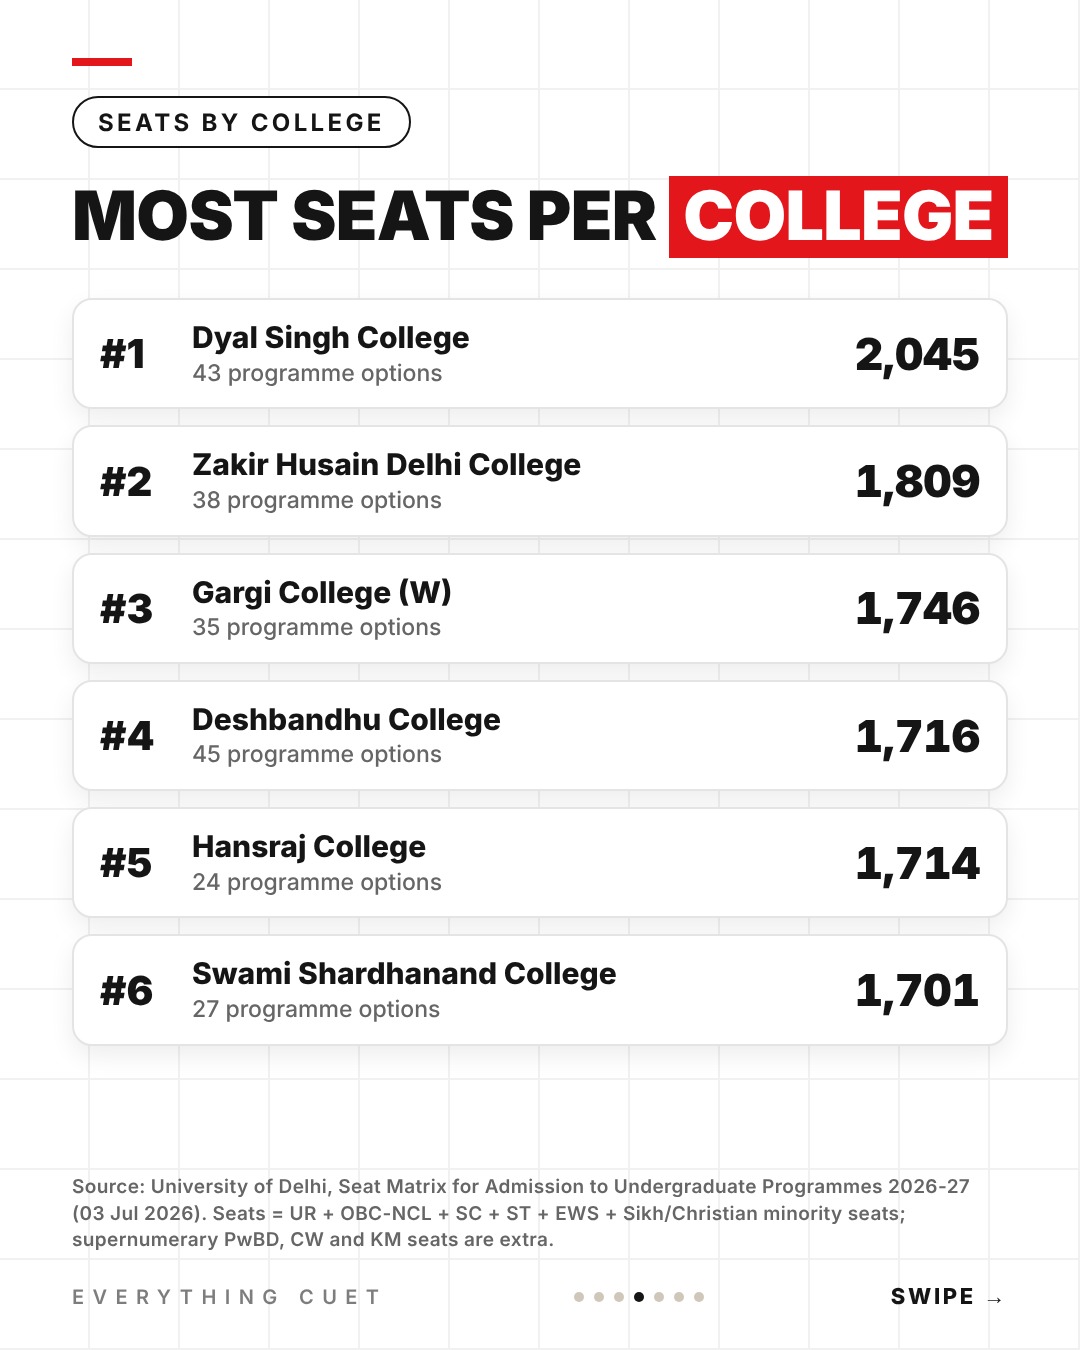 SEATS BY COLLEGE
MOST SEATS PER COLLEGE
#1
Dyal Singh College
43 programme options
2,045
#2
Zakir Husain Delhi College
38 programme options
1,809
#3
Gargi College (W)
35 programme options
1,746
#4
Deshbandhu College
45 programme options
1,716
#5
Hansraj College
24 programme options
1,714
#6
Swami Shardhanand College
27 programme options
1,701
Source: University of Delhi, Seat Matrix for Admission to Undergraduate Programmes 2026-27
(03 Jul 2026). Seats = UR + OBC-NCL + SC + ST + EWS + Sikh/Christian minority seats;
supernumerary PwBD, CW and KM seats are extra.
EVERYTHING CUET
SWIPE →